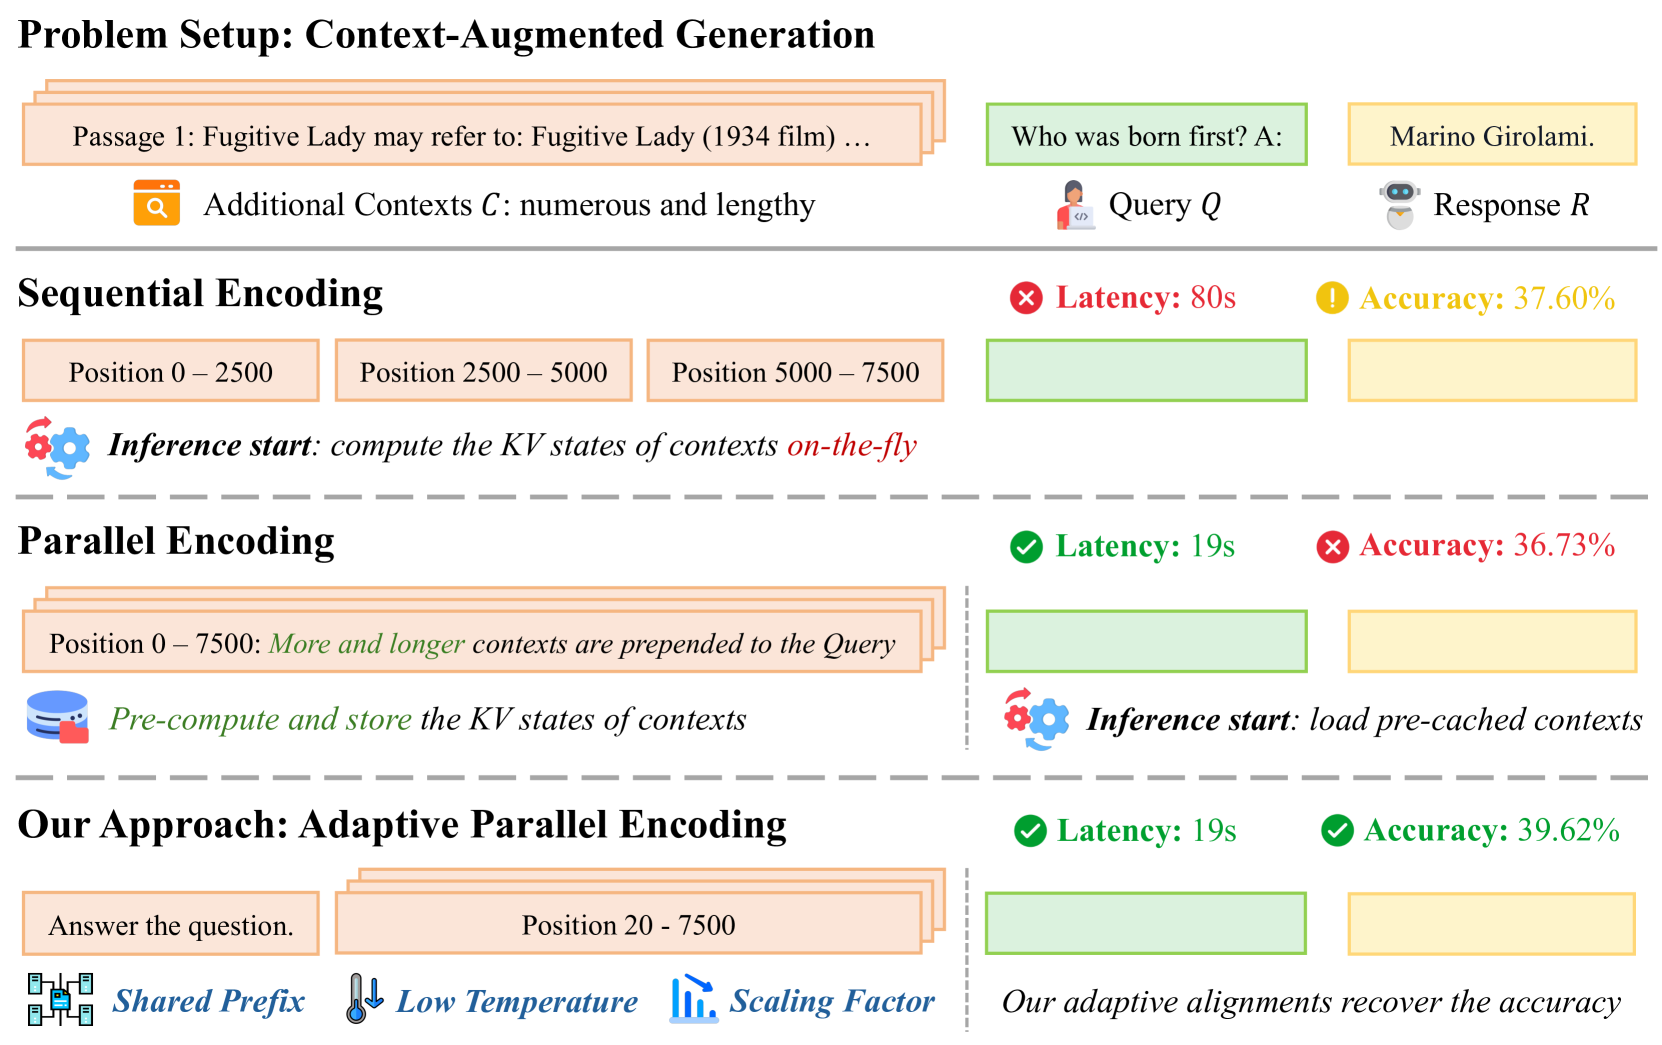 Problem Setup: Context-Augmented Generation
Passage 1: Fugitive Lady may refer to: Fugitive Lady (1934 film) …
Who was born first? A:
Marino Girolami.
Additional Contexts C: numerous and lengthy
Query Q
Response R
Sequential Encoding
Latency: 80s
Accuracy: 37.60%
Position 0 – 2500
Position 2500 – 5000
Position 5000 – 7500
Inference start: compute the KV states of contexts on-the-fly
Parallel Encoding
Latency: 19s
Accuracy: 36.73%
Position 0 – 7500: More and longer contexts are prepended to the Query
Pre-compute and store the KV states of contexts
Inference start: load pre-cached contexts
Our Approach: Adaptive Parallel Encoding
Latency: 19s
Accuracy: 39.62%
Answer the question.
Position 20 - 7500
Shared Prefix
Low Temperature
Scaling Factor
Our adaptive alignments recover the accuracy